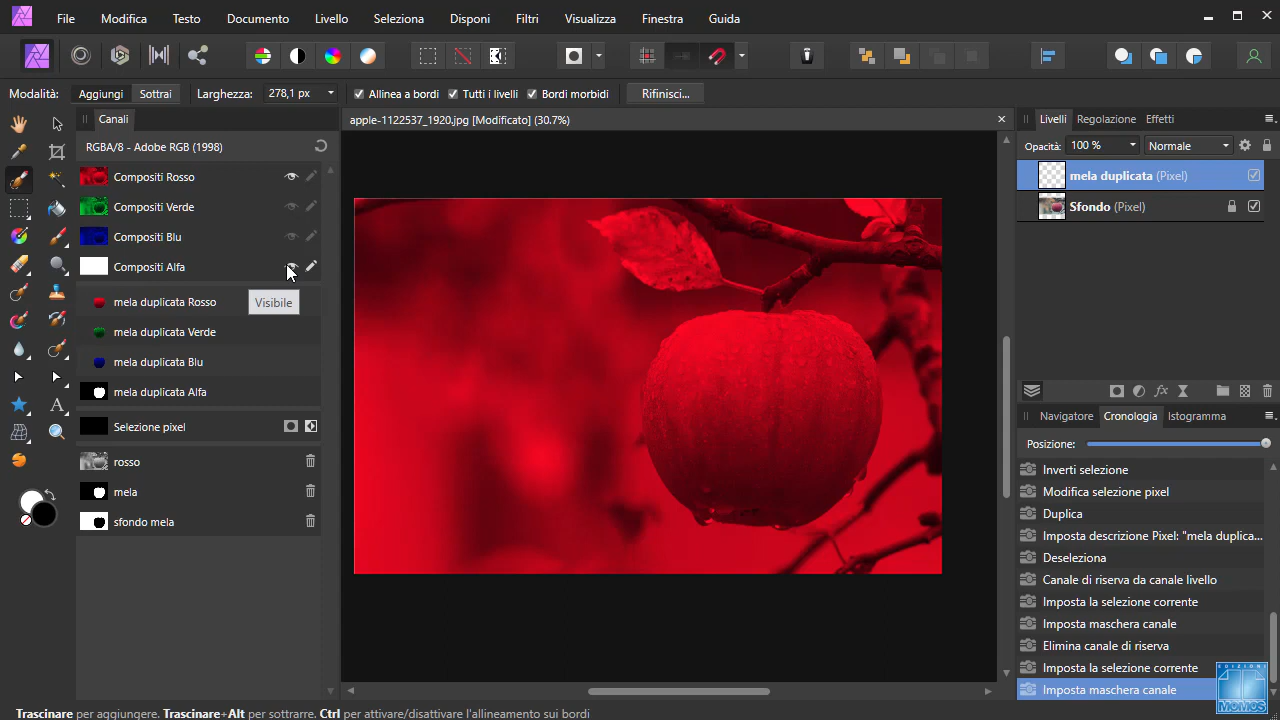 File Modifica Testo Documento Livello Seleziona Disponi Filtri Visualizza Finestra Guida
Modalità: Aggiungi Sottrai Larghezza: 278,1 px Allinea a bordi Tutti i livelli Bordi morbidi Rifinisci...
Canali
apple-1122537_1920.jpg [Modificato] (30.7%)
RGBA/8 - Adobe RGB (1998)
Compositi Rosso
Compositi Verde
Compositi Blu
Compositi Alfa
Visibile
mela duplicata Rosso
mela duplicata Verde
mela duplicata Blu
mela duplicata Alfa
Selezione pixel
rosso
mela
sfondo mela
Livelli Regolazione Effetti
Opacità: 100 % Normale
mela duplicata (Pixel)
Sfondo (Pixel)
Navigatore Cronologia Istogramma
Posizione:
Inverti selezione
Modifica selezione pixel
Duplica
Imposta descrizione Pixel: "mela duplica...
Deseleziona
Canale di riserva da canale livello
Imposta la selezione corrente
Imposta maschera canale
Elimina canale di riserva
Imposta la selezione corrente
Imposta maschera canale
EDIZIONI
MOMOS
Trascinare per aggiungere. Trascinare+Alt per sottrarre. Ctrl per attivare/disattivare l'allineamento sui bordi